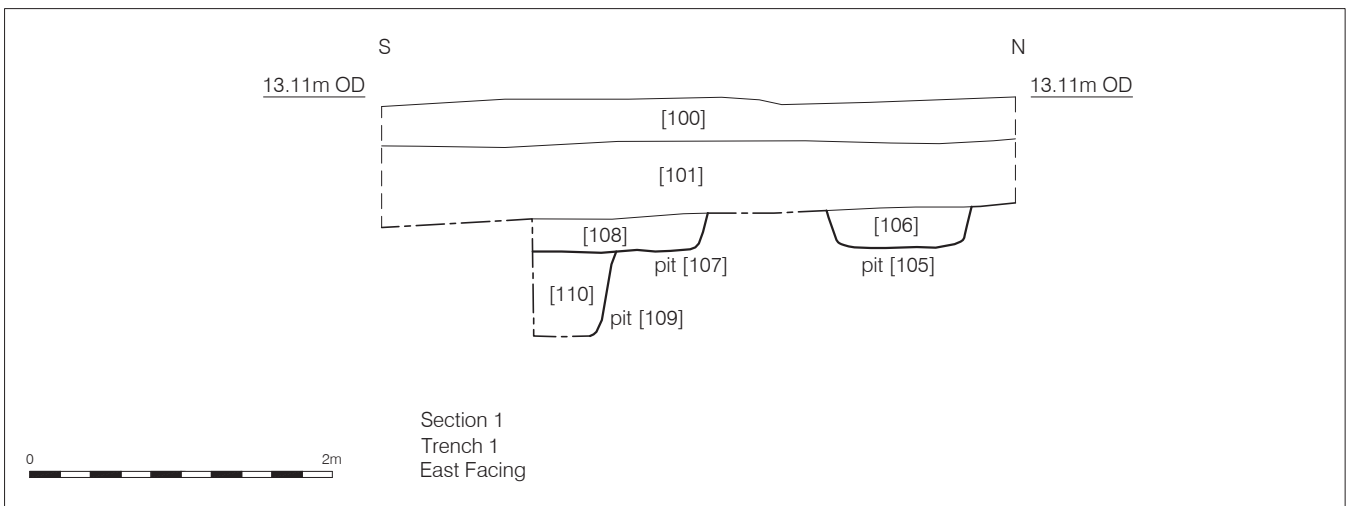 S N
13.11m OD 13.11m OD
[100]
[101]
[108] [106]
pit [107] pit [105]
[110]
pit [109]
Section 1
Trench 1
East Facing
0 2m